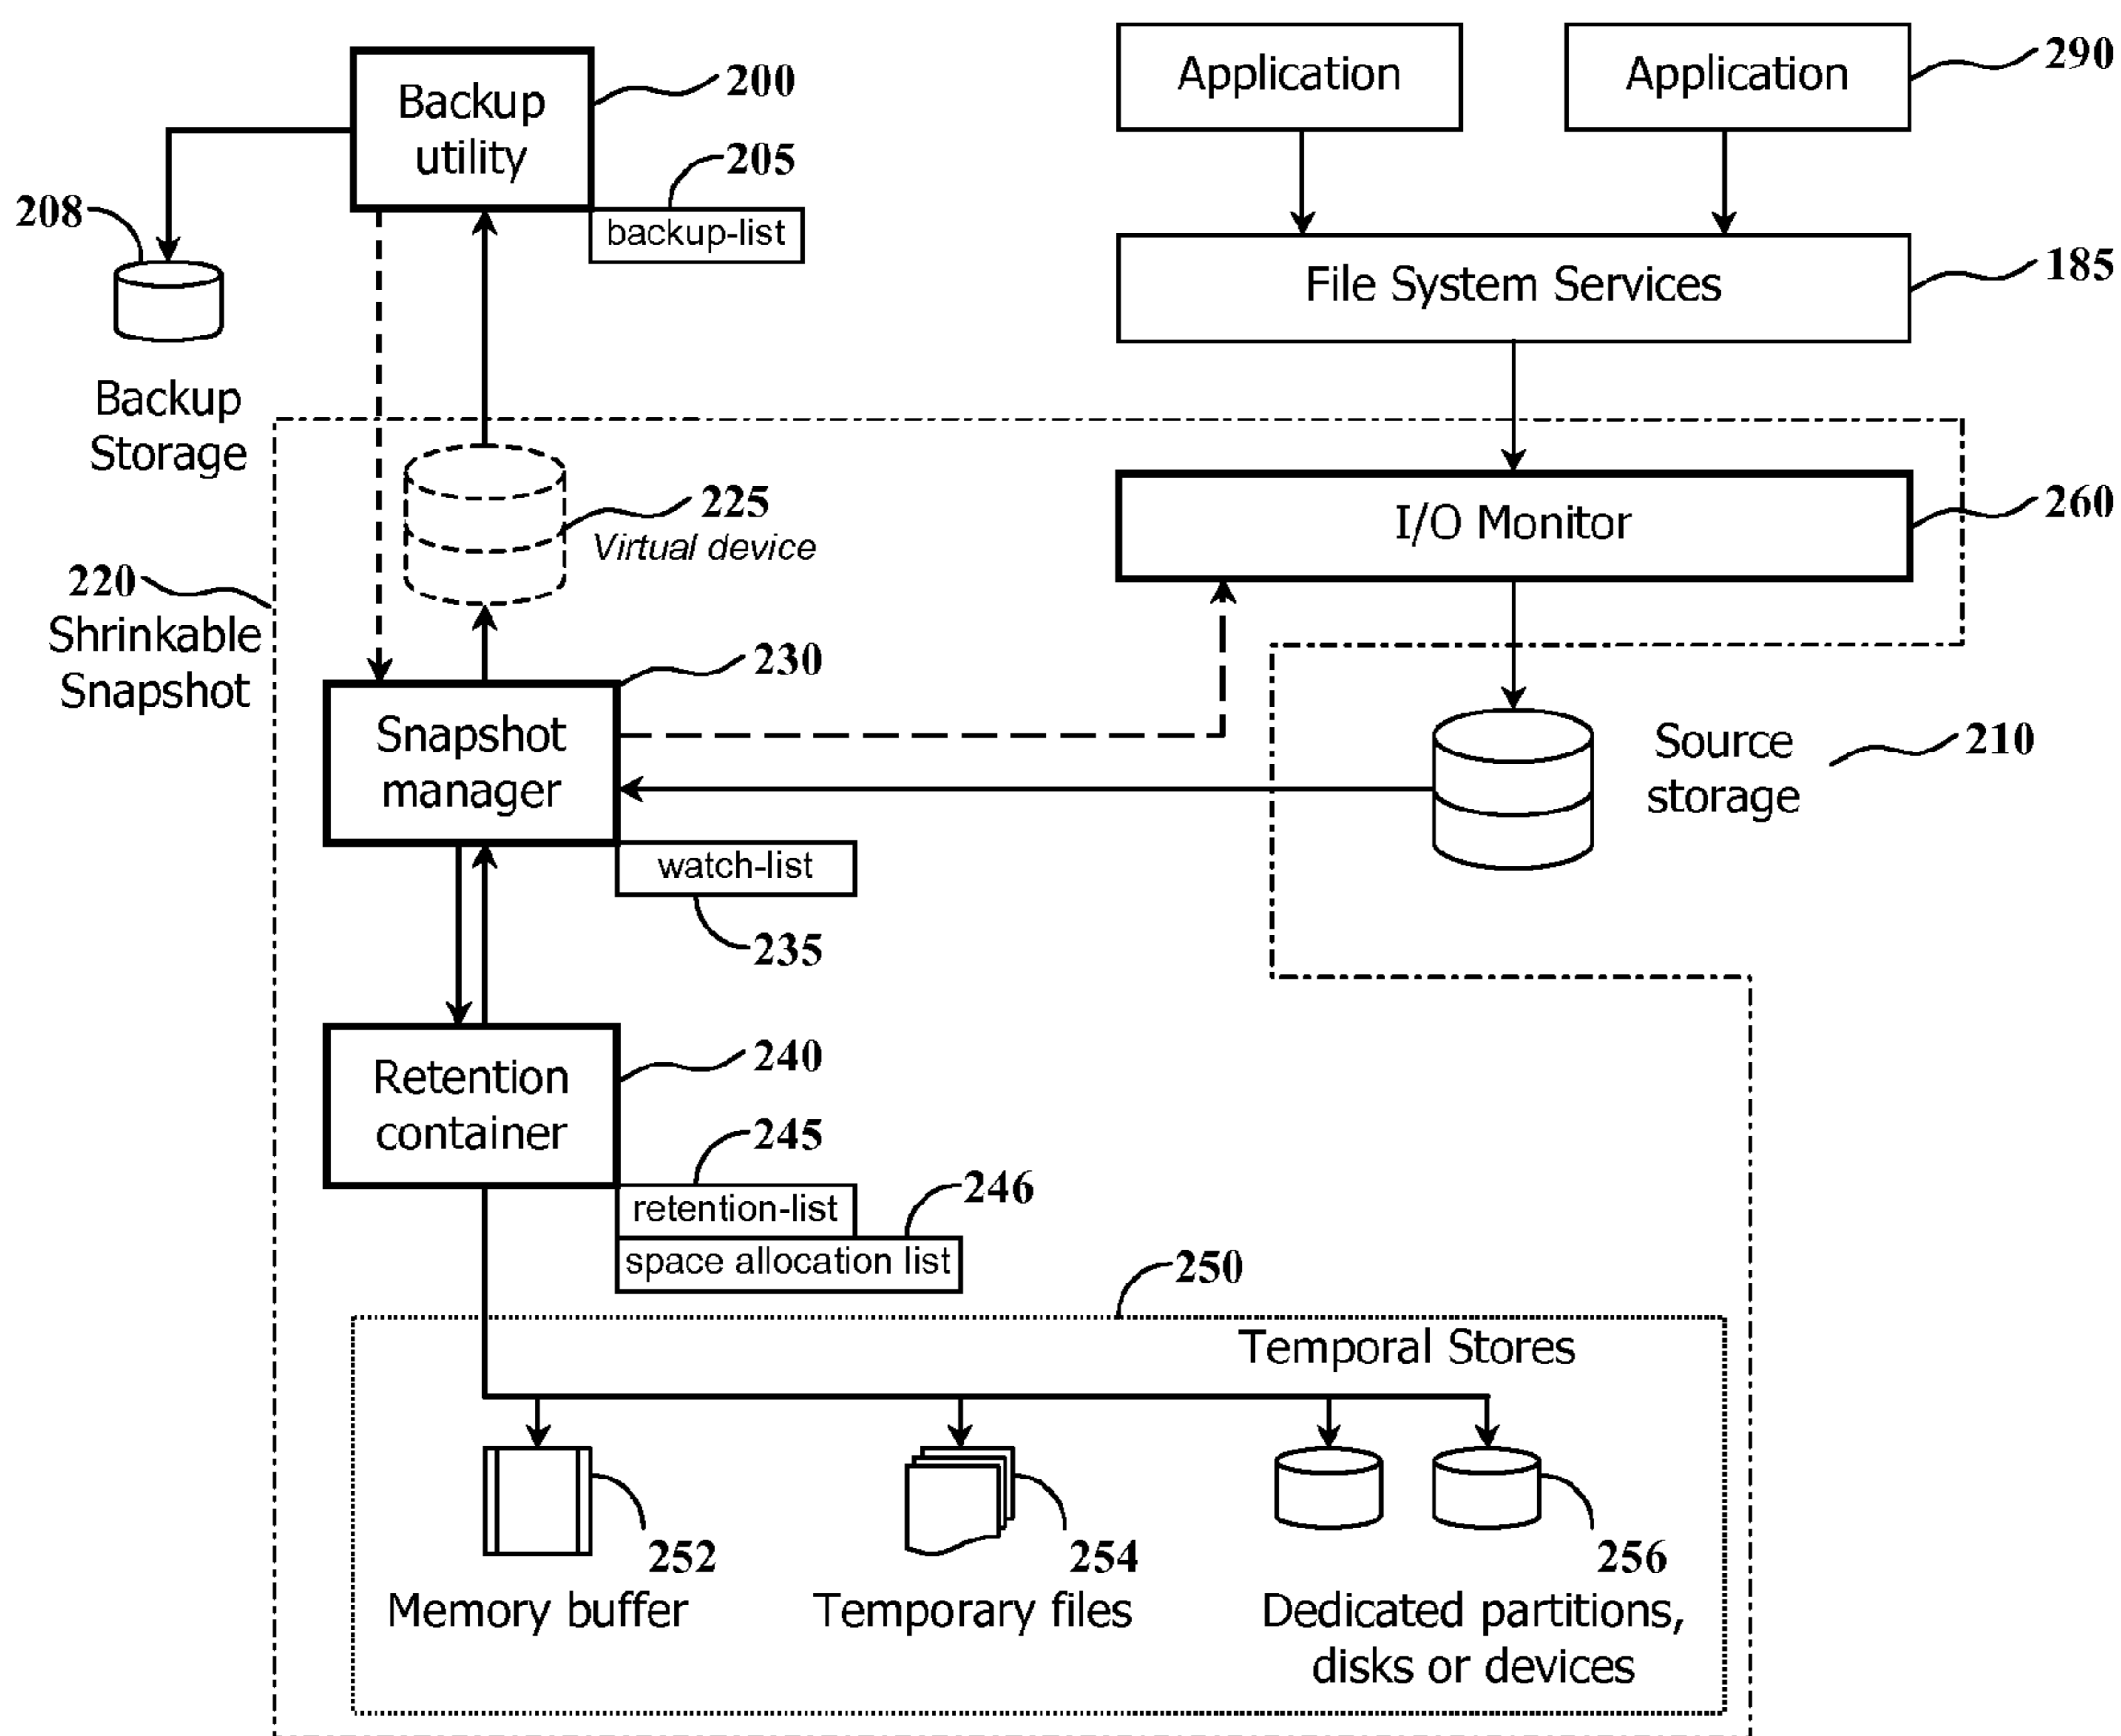 Backup
utility
200
205
backup-list
208
Backup
Storage
Application
Application
290
File System Services
185
225
Virtual device
I/O Monitor
260
220
Shrinkable
Snapshot
230
Snapshot
manager
watch-list
235
Source
storage
210
Retention
container
240
245
retention-list
246
space allocation list
250
Temporal Stores
252
Memory buffer
254
Temporary files
256
Dedicated partitions,
disks or devices